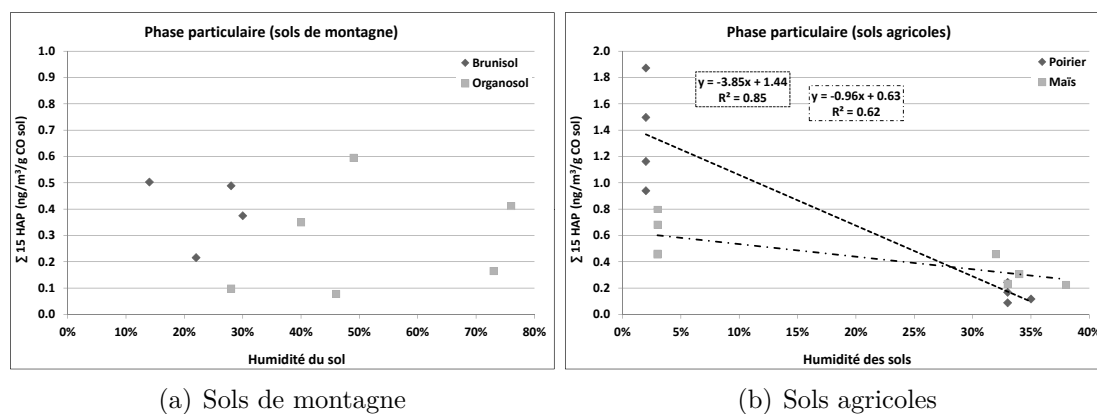 Phase particulaire (sols de montagne)
∑ 15 HAP (ng/m³/g CO sol)
1.0
0.9
0.8
0.7
0.6
0.5
0.4
0.3
0.2
0.1
0.0
Brunisol
Organosol
0% 10% 20% 30% 40% 50% 60% 70% 80%
Humidité du sol
(a) Sols de montagne
Phase particulaire (sols agricoles)
∑ 15 HAP (ng/m³/g CO sol)
2.0
1.8
1.6
1.4
1.2
1.0
0.8
0.6
0.4
0.2
0.0
Poirier
Maïs
y = -3.85x + 1.44
R² = 0.85
y = -0.96x + 0.63
R² = 0.62
0% 5% 10% 15% 20% 25% 30% 35% 40%
Humidité des sols
(b) Sols agricoles